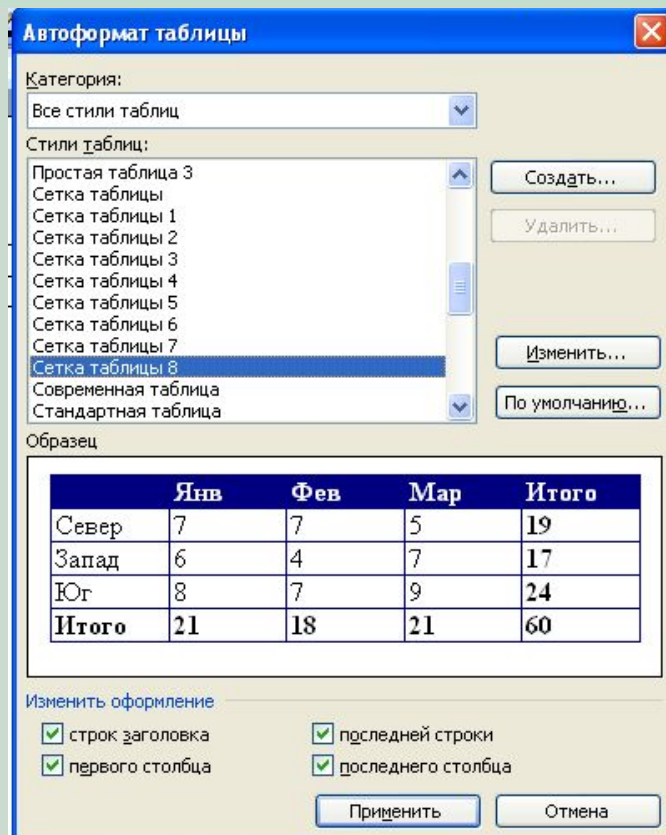 Автоформат таблицы
Категория:
Все стили таблиц
Стили таблиц:
Простая таблица 3
Сетка таблицы
Сетка таблицы 1
Сетка таблицы 2
Сетка таблицы 3
Сетка таблицы 4
Сетка таблицы 5
Сетка таблицы 6
Сетка таблицы 7
Сетка таблицы 8
Современная таблица
Стандартная таблица
Создать...
Удалить...
Изменить...
По умолчанию...
Образец
Янв Фев Мар Итого
Север 7 7 5 19
Запад 6 4 7 17
Юг 8 7 9 24
Итого 21 18 21 60
Изменить оформление
строк заголовка последней строки
первого столбца последнего столбца
Применить Отмена